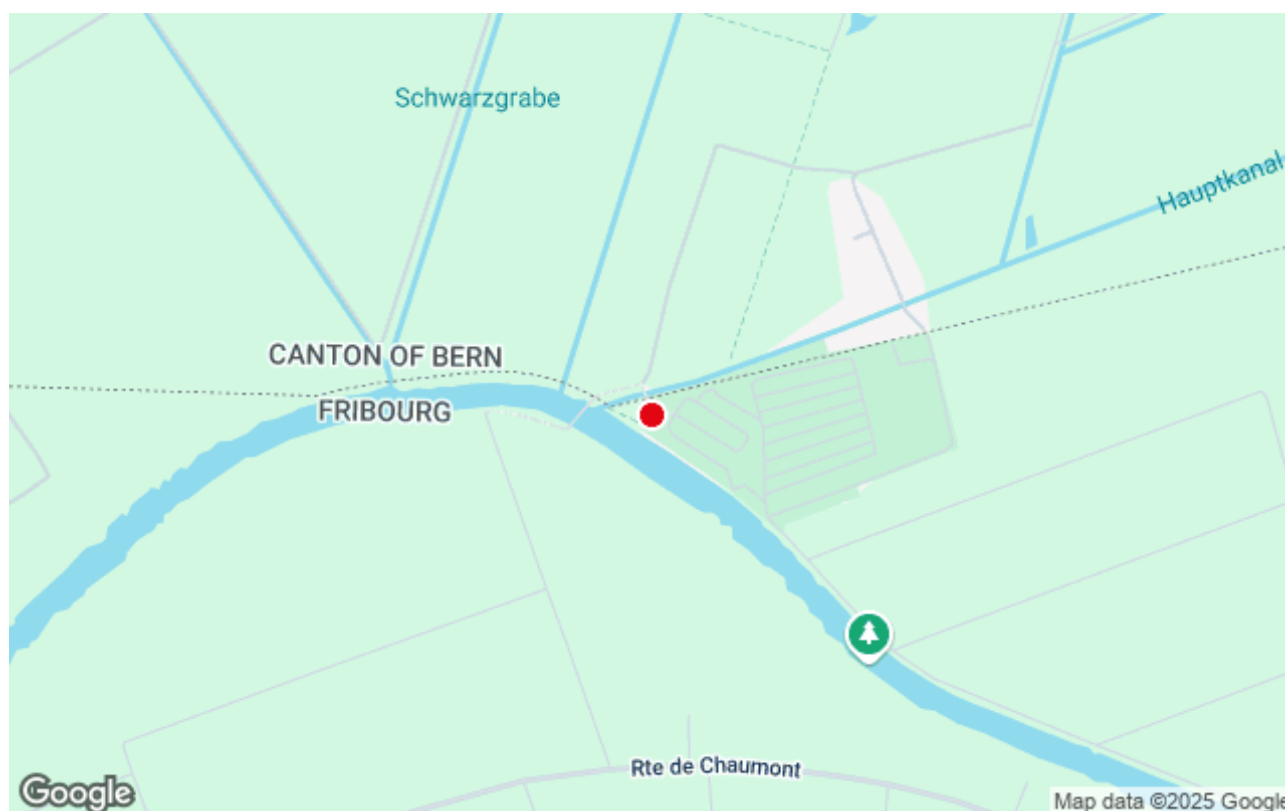 Schwarzgrabe
Hauptkanal
CANTON OF BERN
FRIBOURG
Rte de Chaumont
Google
Map data ©2025 Google